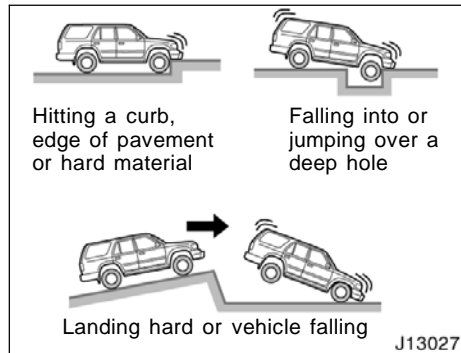 Hitting a curb,
edge of pavement
or hard material
Falling into or
jumping over a
deep hole
Landing hard or vehicle falling
J13027